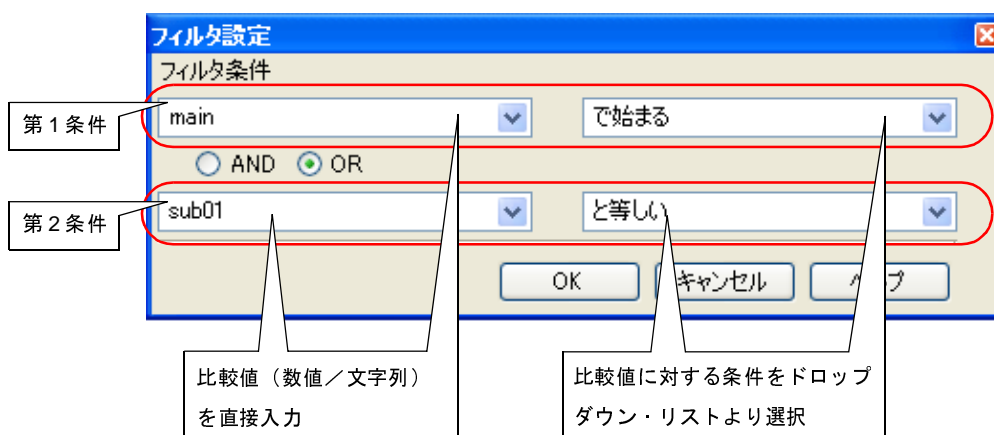 フィルタ設定
フィルタ条件
第1条件
main
で始まる
AND
OR
第2条件
sub01
と等しい
OK
キャンセル
ヘルプ
比較値（数値／文字列）
を直接入力
比較値に対する条件をドロップ
ダウン・リストより選択